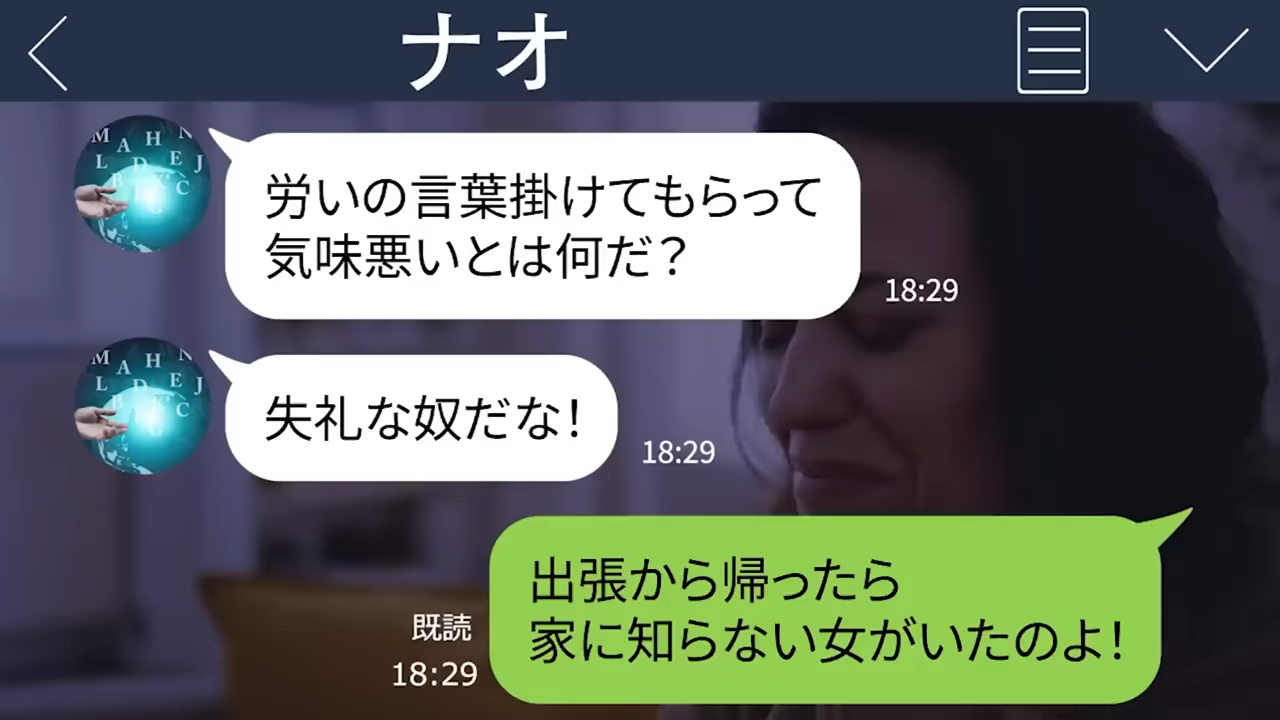 ナオ
労いの言葉掛けてもらって
気味悪いとは何だ？
18:29
失礼な奴だな！
18:29
出張から帰ったら
家に知らない女がいたのよ！
既読
18:29